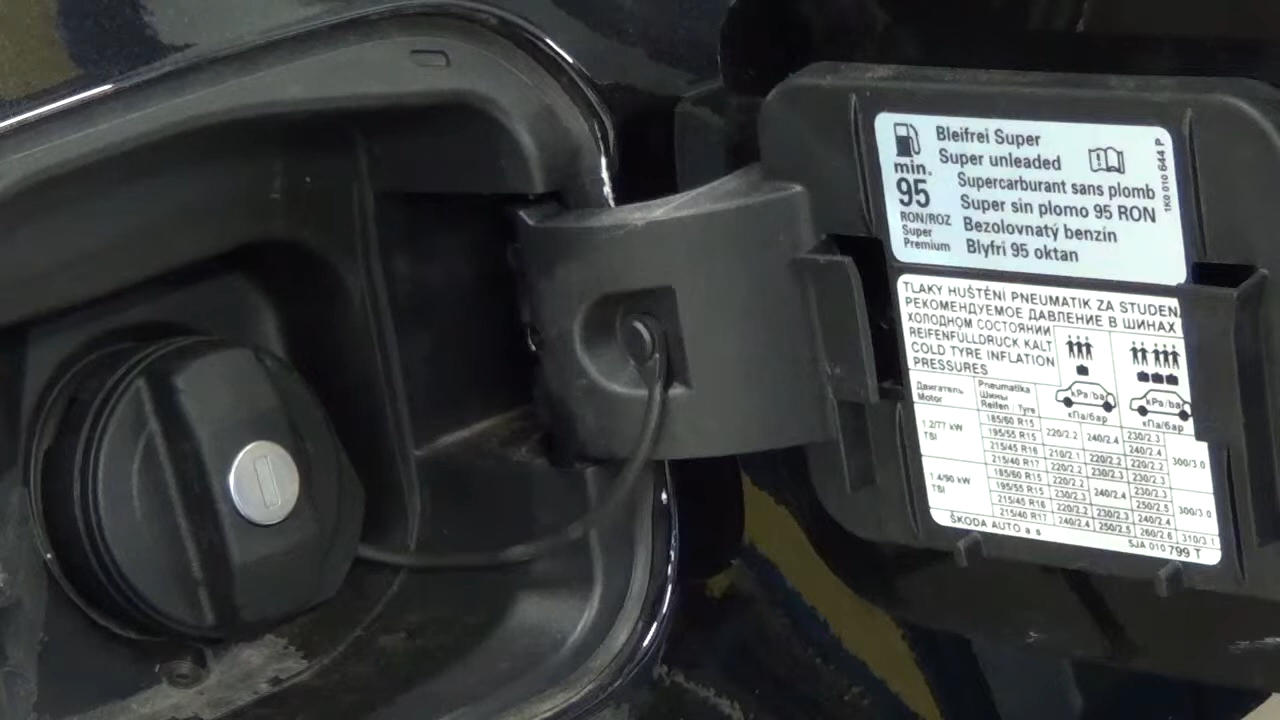 Bleifrei Super
Super unleaded
Supercarburant sans plomb
Super sin plomo 95 RON
Bezolovnatý benzín
Blyfri 95 oktan
min.
95
RON/ROZ
Super
Premium
1K0 010 644 P
TLAKY HUŠTĚNÍ PNEUMATIK ZA STUDEN
РЕКОМЕНДУЕМОЕ ДАВЛЕНИЕ В ШИНАХ
ХОЛОДНОМ СОСТОЯНИИ
REIFENFÜLLDRUCK KALT
COLD TYRE INFLATION
PRESSURES
Двигатель
Motor
Pneumatika
Шины
Reifen Tyre
kPa/ba
кПа/бар
kPa/ba
кПа/бар
1.2/77 kW
TSI
185/60 R15 220/2.2 240/2.4 230/2.3 300/3.0
195/55 R15 240/2.4
215/45 R16 210/2.1 220/2.2 220/2.2
215/40 R17 220/2.2 230/2.3 230/2.3
1.4/90 kW
TSI
185/60 R15 220/2.2 240/2.4 230/2.3 300/3.0
195/55 R15 230/2.3 250/2.5
215/45 R16 220/2.2 230/2.3 240/2.4
215/40 R17 240/2.4 250/2.5 260/2.6 310/3.1
ŠKODA AUTO a s
5JA 010 799 T